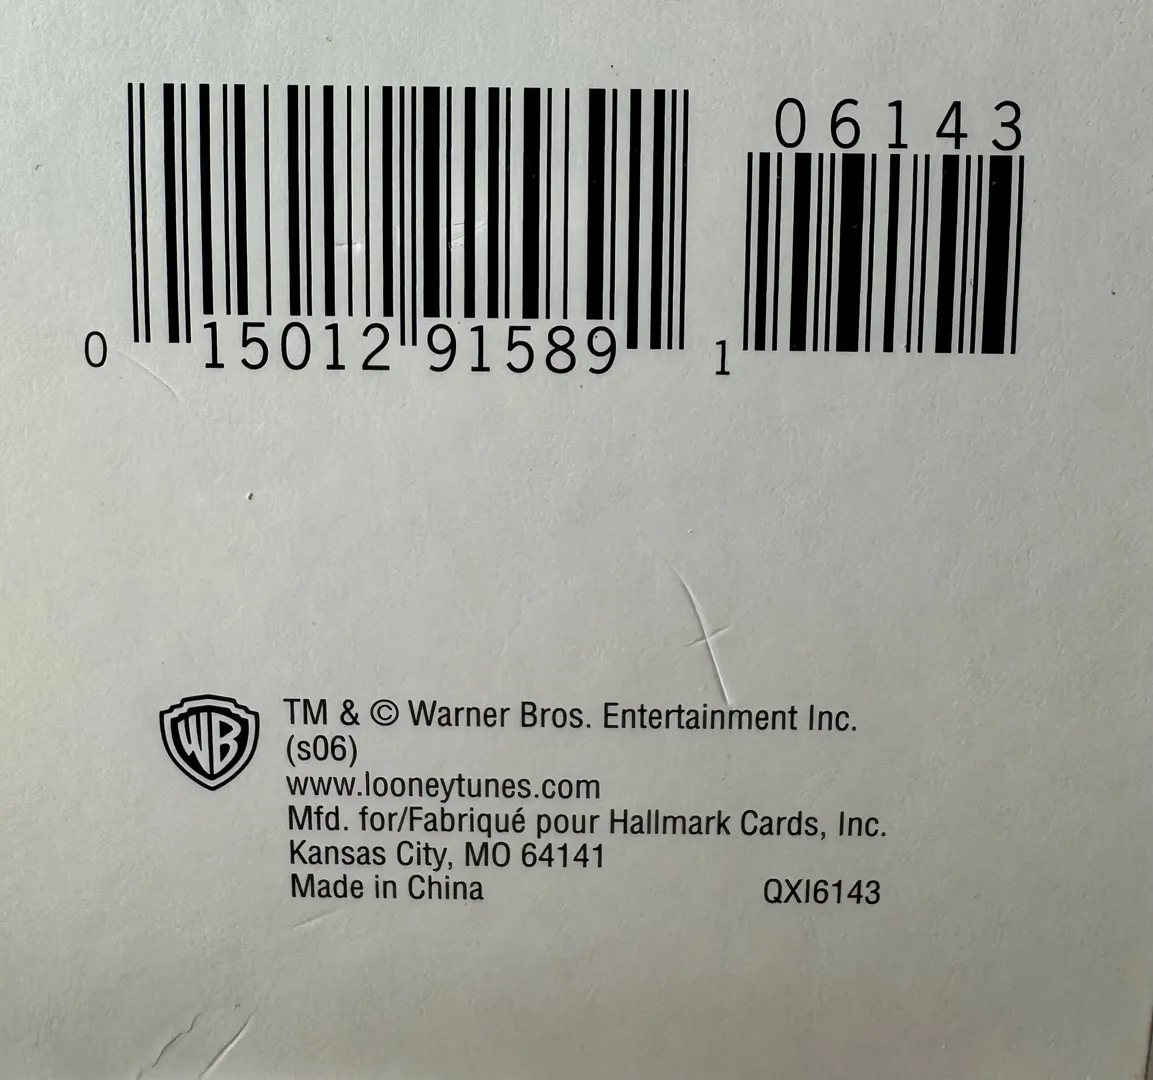 06143
0 15012 91589 1
WB
TM & © Warner Bros. Entertainment Inc.
(s06)
www.looneytunes.com
Mfd. for/Fabriqué pour Hallmark Cards, Inc.
Kansas City, MO 64141
Made in China QXI6143